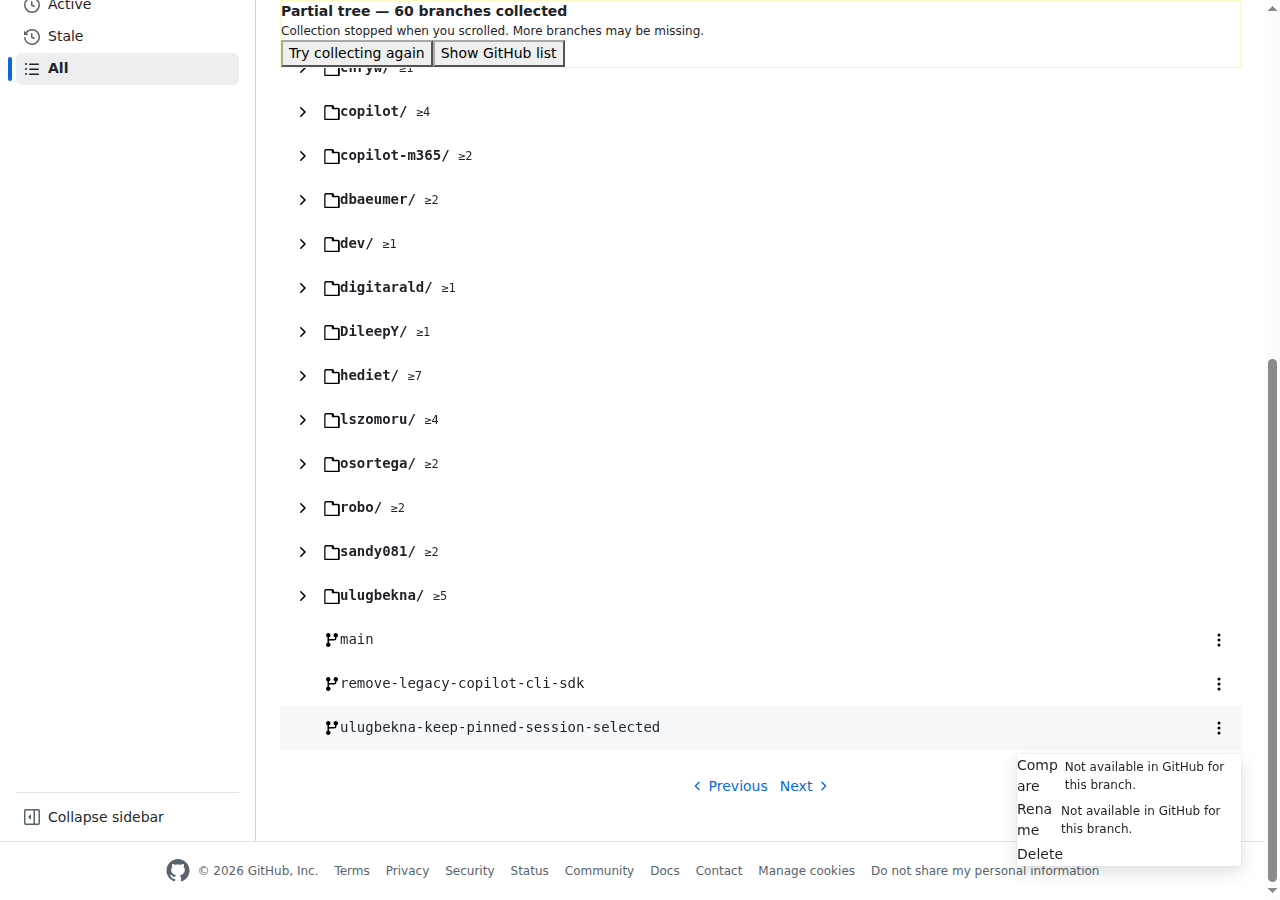 Active
Stale
All
Collapse sidebar
Partial tree — 60 branches collected
Collection stopped when you scrolled. More branches may be missing.
Try collecting again
Show GitHub list
chryw/ ≥1
copilot/ ≥4
copilot-m365/ ≥2
dbaeumer/ ≥2
dev/ ≥1
digitarald/ ≥1
DileepY/ ≥1
hediet/ ≥7
lszomoru/ ≥4
osortega/ ≥2
robo/ ≥2
sandy081/ ≥2
ulugbekna/ ≥5
main
remove-legacy-copilot-cli-sdk
ulugbekna-keep-pinned-session-selected
Previous Next
Comp
are
Not available in GitHub for
this branch.
Rena
me
Not available in GitHub for
this branch.
Delete
© 2026 GitHub, Inc. Terms Privacy Security Status Community Docs Contact Manage cookies Do not share my personal information